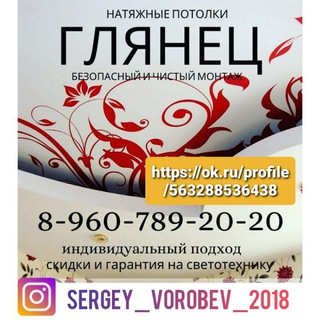 НАТЯЖНЫЕ ПОТОЛКИ
ГЛЯНЕЦ
БЕЗОПАСНЫЙ И ЧИСТЫЙ МОНТАЖ
https://ok.ru/profile
/563288536438
8-960-789-20-20
индивидуальный подход
скидки и гарантия на светотехнику
SERGEY_VOROBEV_2018